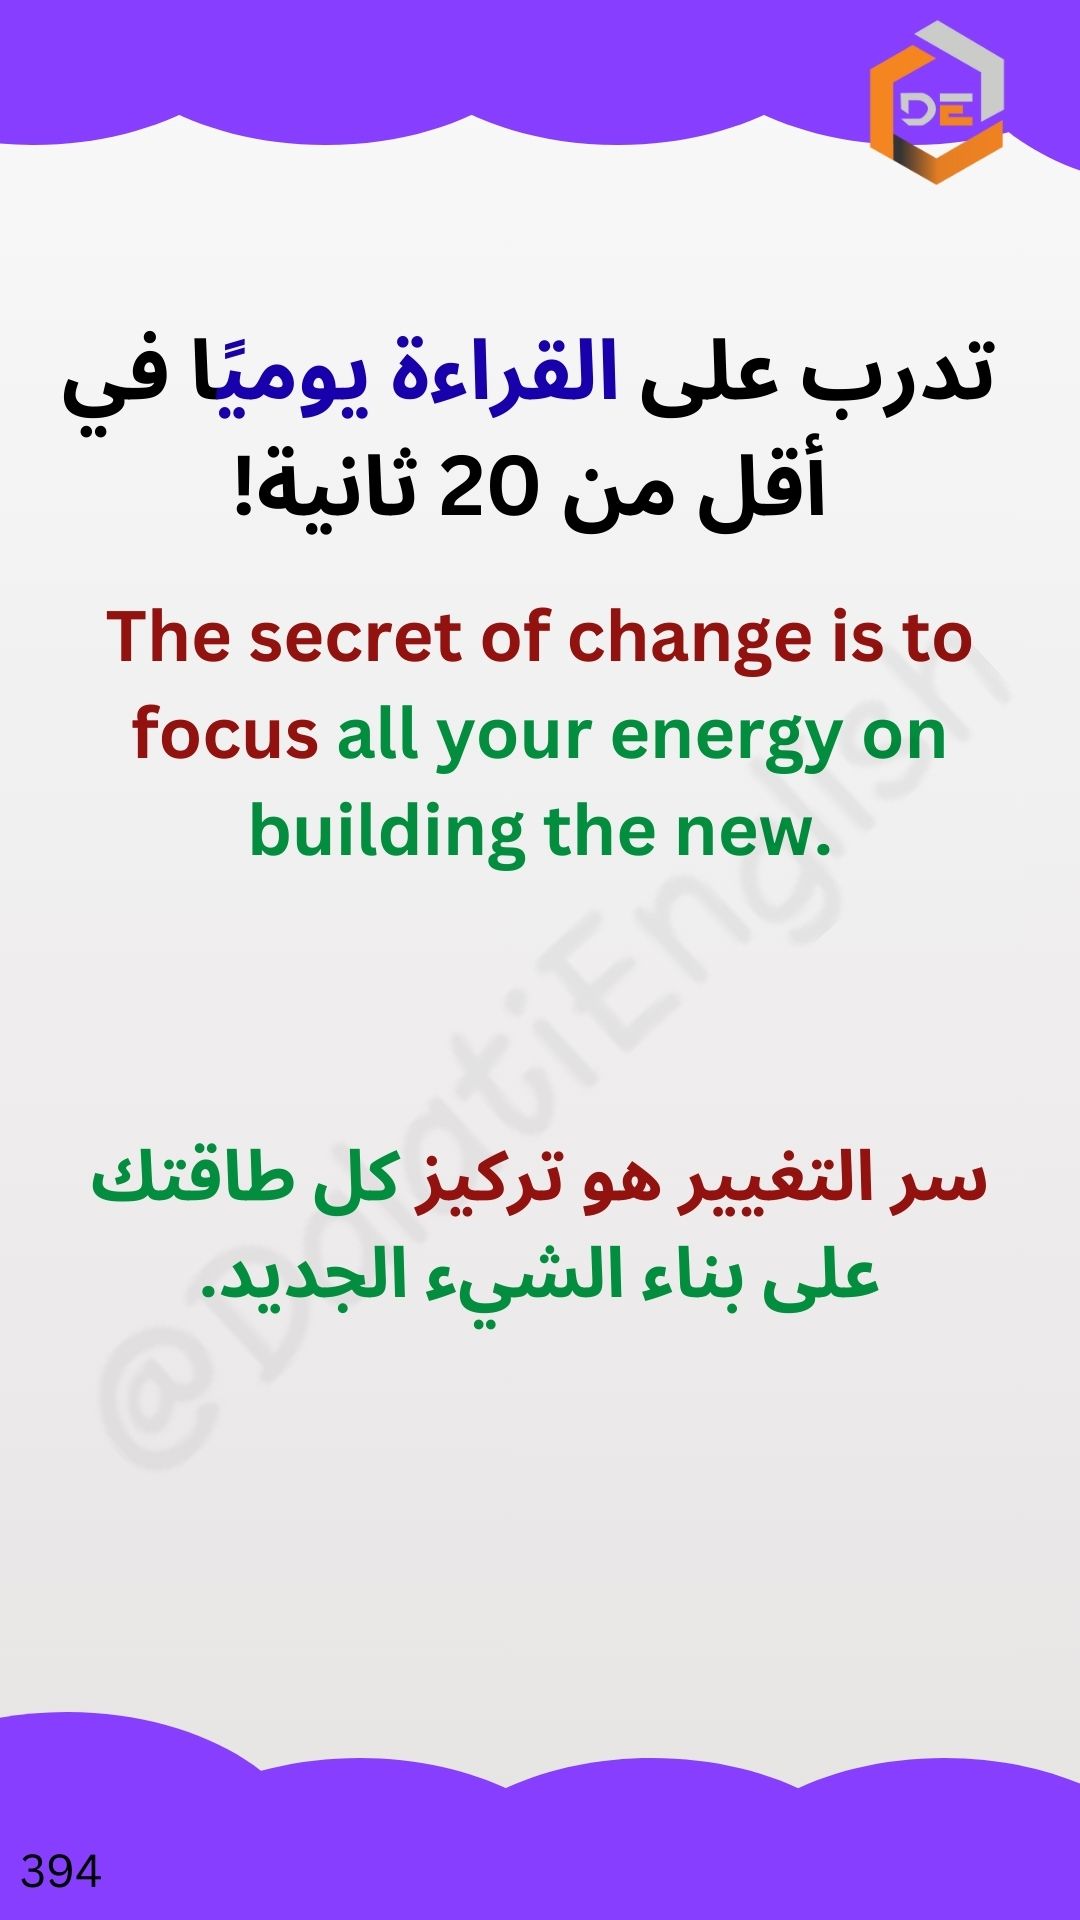 DE
تدرب على القراءة يوميًا في
أقل من 20 ثانية!
The secret of change is to
focus all your energy on
building the new.
سر التغيير هو تركيز كل طاقتك
على بناء الشيء الجديد.
@DdatiEnglish
394